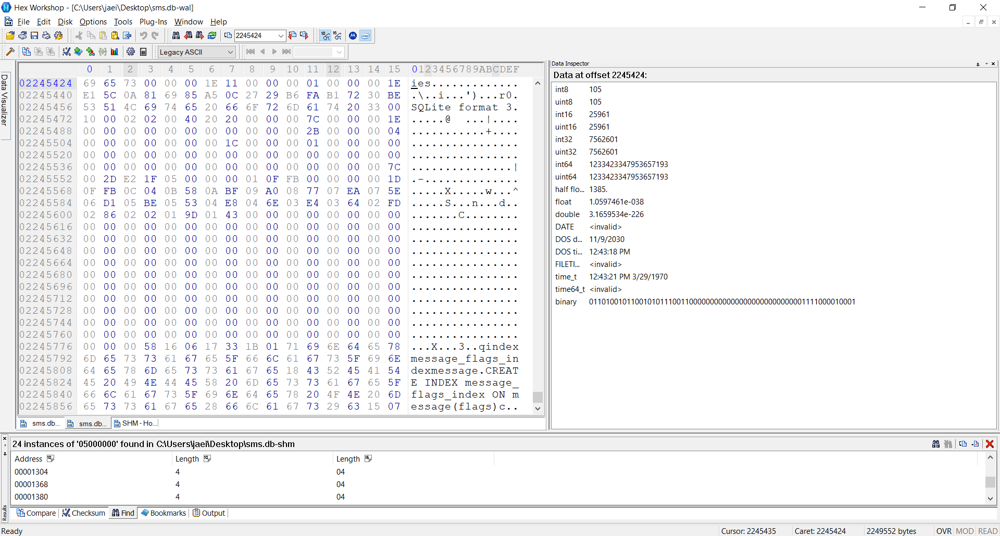 Hex Workshop - [C:\Users\jaei\Desktop\sms.db-wal]
File Edit Disk Options Tools Plug-Ins Window Help
2245424
Legacy ASCII
Data Visualizer
0 1 2 3 4 5 6 7 8 9 10 11 12 13 14 15 0123456789ABCDEF
02245424 69 65 73 00 00 00 1E 11 00 00 00 01 00 00 00 1E ies.............
02245440 E1 5C 0A 81 69 85 A5 0C 27 29 B6 FA B1 72 30 BE .\..i...')...r0.
02245456 53 51 4C 69 74 65 20 66 6F 72 6D 61 74 20 33 00 SQLite format 3.
02245472 10 00 02 02 00 40 20 20 00 00 00 7C 00 00 00 1E .....@  ...|....
02245488 00 00 00 00 00 00 00 00 00 00 00 2B 00 00 00 04 ...........+....
02245504 00 00 00 00 00 00 00 1C 00 00 00 01 00 00 00 00 ................
02245520 00 00 00 00 00 00 00 00 00 00 00 00 00 00 00 00 ................
02245536 00 00 00 00 00 00 00 00 00 00 00 00 00 00 00 7C ...............|
02245552 00 2D E2 1F 05 00 00 00 01 0F FB 00 00 00 00 1D .-..............
02245568 0F FB 0C 04 0B 58 0A BF 09 A0 08 77 07 EA 07 5E .....X.....w...^
02245584 06 D1 05 BE 05 53 04 E8 04 6E 03 E4 03 64 02 FD .....S...n...d..
02245600 02 86 02 02 01 9D 01 43 00 00 00 00 00 00 00 00 .......C........
02245616 00 00 00 00 00 00 00 00 00 00 00 00 00 00 00 00 ................
02245632 00 00 00 00 00 00 00 00 00 00 00 00 00 00 00 00 ................
02245648 00 00 00 00 00 00 00 00 00 00 00 00 00 00 00 00 ................
02245664 00 00 00 00 00 00 00 00 00 00 00 00 00 00 00 00 ................
02245680 00 00 00 00 00 00 00 00 00 00 00 00 00 00 00 00 ................
02245696 00 00 00 00 00 00 00 00 00 00 00 00 00 00 00 00 ................
02245712 00 00 00 00 00 00 00 00 00 00 00 00 00 00 00 00 ................
02245728 00 00 00 00 00 00 00 00 00 00 00 00 00 00 00 00 ................
02245744 00 00 00 00 00 00 00 00 00 00 00 00 00 00 00 00 ................
02245760 00 00 00 00 00 00 00 00 00 00 00 00 00 00 00 00 ................
02245776 00 00 00 58 16 06 17 33 1B 01 71 69 6E 64 65 78 ...X...3..qindex
02245792 6D 65 73 73 61 67 65 5F 66 6C 61 67 73 5F 69 6E message_flags_in
02245808 64 65 78 6D 65 73 73 61 67 65 18 43 52 45 41 54 dexmessage.CREAT
02245824 45 20 49 4E 44 45 58 20 6D 65 73 73 61 67 65 5F E INDEX message_
02245840 66 6C 61 67 73 5F 69 6E 64 65 78 20 4F 4E 20 6D flags_index ON m
02245856 65 73 73 61 67 65 28 66 6C 61 67 73 29 63 15 07 essage(flags)c..
sms.db... sms.db... SHM - Ho...
Data Inspector
Data at offset 2245424:
int8 105
uint8 105
int16 25961
uint16 25961
int32 7562601
uint32 7562601
int64 1233423347953657193
uint64 1233423347953657193
half flo... 1385.
float 1.0597461e-038
double 3.1659534e-226
DATE <invalid>
DOS d... 11/9/2030
DOS ti... 12:43:18 PM
FILETI... <invalid>
time_t 12:43:21 PM 3/29/1970
time64_t <invalid>
binary 0110100101100101011100110000000000000000000000000001111000010001
24 instances of '05000000' found in C:\Users\jaei\Desktop\sms.db-shm
Address Length Length
00001304 4 04
00001368 4 04
00001380 4 04
Results
Compare Checksum Find Bookmarks Output
Ready Cursor: 2245435 Caret: 2245424 2249552 bytes OVR MOD READ